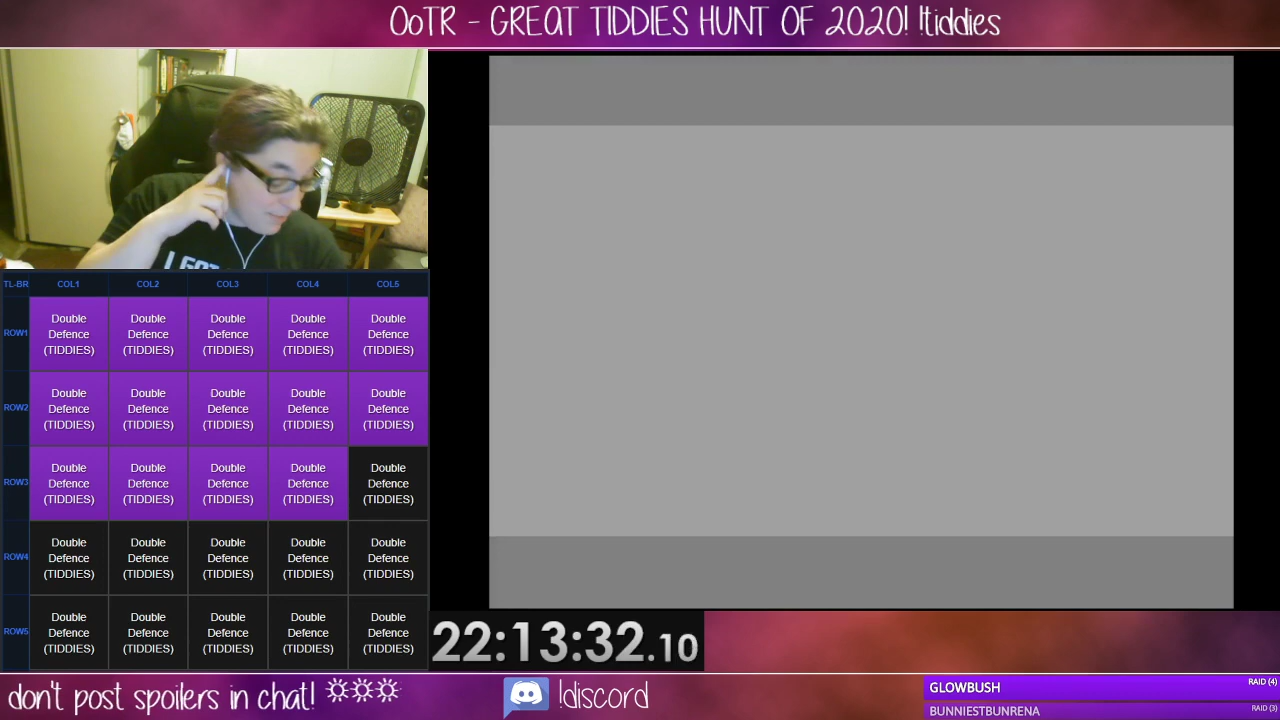 OoTR - GREAT TIDDIES HUNT OF 2020! !tiddies
TL-BR COL1 COL2 COL3 COL4 COL5
ROW1 Double Defence (TIDDIES) Double Defence (TIDDIES) Double Defence (TIDDIES) Double Defence (TIDDIES) Double Defence (TIDDIES)
ROW2 Double Defence (TIDDIES) Double Defence (TIDDIES) Double Defence (TIDDIES) Double Defence (TIDDIES) Double Defence (TIDDIES)
ROW3 Double Defence (TIDDIES) Double Defence (TIDDIES) Double Defence (TIDDIES) Double Defence (TIDDIES) Double Defence (TIDDIES)
ROW4 Double Defence (TIDDIES) Double Defence (TIDDIES) Double Defence (TIDDIES) Double Defence (TIDDIES) Double Defence (TIDDIES)
ROW5 Double Defence (TIDDIES) Double Defence (TIDDIES) Double Defence (TIDDIES) Double Defence (TIDDIES) Double Defence (TIDDIES)
22:13:32.10
don't post spoilers in chat!
!discord
GLOWBUSH RAID (4)
BUNNIESTBUNRENA RAID (3)